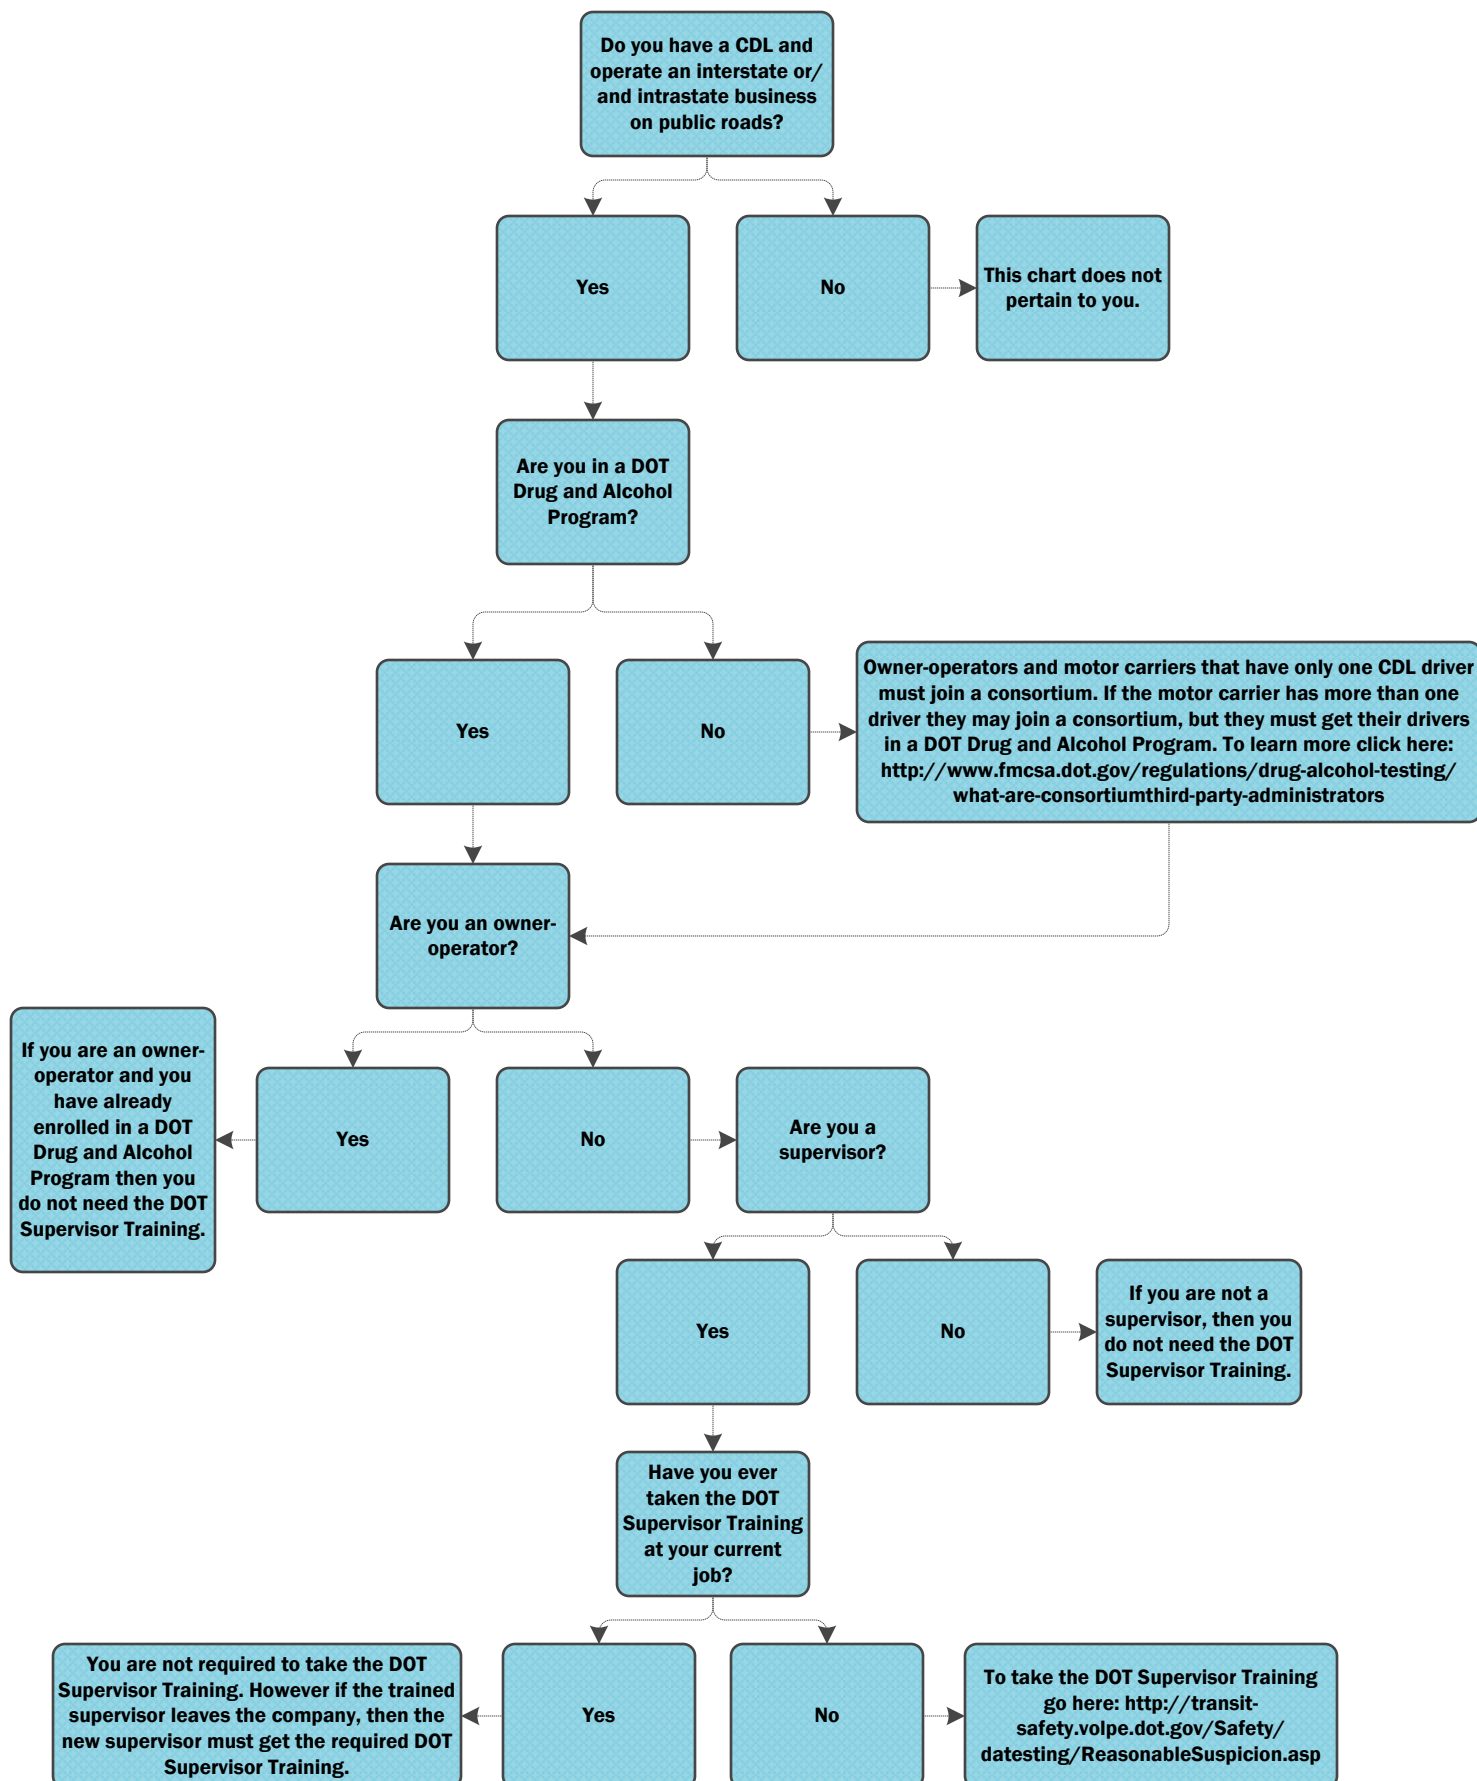 Do you have a CDL and
operate an interstate or/
and intrastate business
on public roads?
Yes
No
This chart does not
pertain to you.
Are you in a DOT
Drug and Alcohol
Program?
Yes
No
Owner-operators and motor carriers that have only one CDL driver
must join a consortium. If the motor carrier has more than one
driver they may join a consortium, but they must get their drivers
in a DOT Drug and Alcohol Program. To learn more click here:
http://www.fmcsa.dot.gov/regulations/drug-alcohol-testing/
what-are-consortiumthird-party-administrators
Are you an owner-
operator?
If you are an owner-
operator and you
have already
enrolled in a DOT
Drug and Alcohol
Program then you
do not need the DOT
Supervisor Training.
Yes
No
Are you a
supervisor?
Yes
No
If you are not a
supervisor, then you
do not need the DOT
Supervisor Training.
Have you ever
taken the DOT
Supervisor Training
at your current
job?
You are not required to take the DOT
Supervisor Training. However if the trained
supervisor leaves the company, then the
new supervisor must get the required DOT
Supervisor Training.
Yes
No
To take the DOT Supervisor Training
go here: http://transit-
safety.volpe.dot.gov/Safety/
datesting/ReasonableSuspicion.asp